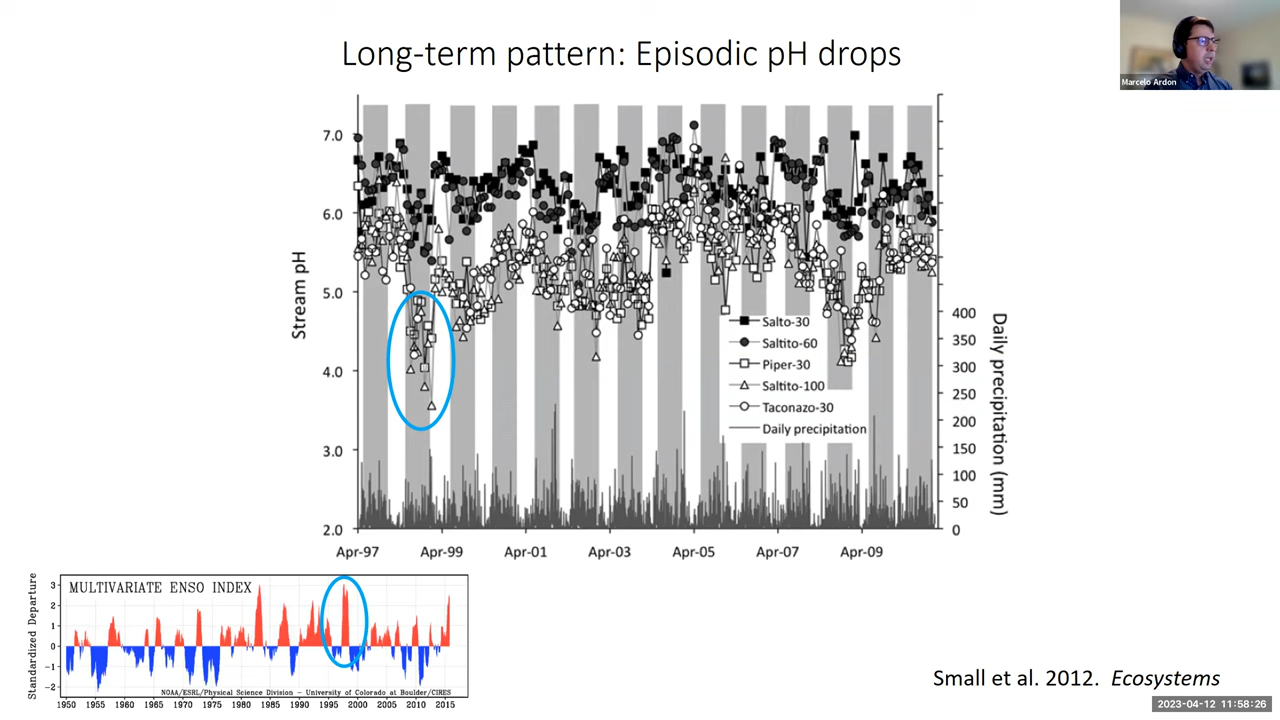 Long-term pattern: Episodic pH drops
Marcelo Ardon
Stream pH
7.0
6.0
5.0
4.0
3.0
2.0
Salto-30
Saltito-60
Piper-30
Saltito-100
Taconazo-30
Daily precipitation
400
350
300
250
200
150
100
50
0
Daily precipitation (mm)
Apr-97 Apr-99 Apr-01 Apr-03 Apr-05 Apr-07 Apr-09
MULTIVARIATE ENSO INDEX
Standardized Departure
3
2
1
0
-1
-2
NOAA/ESRL/Physical Science Division - University of Colorado at Boulder/CIRES
1950 1955 1960 1965 1970 1975 1980 1985 1990 1995 2000 2005 2010 2015
Small et al. 2012. Ecosystems
2023-04-12 11:58:26